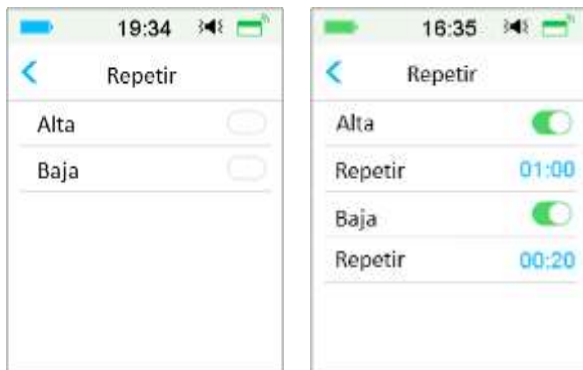 19:34
Repetir
Alta
Baja
16:35
Repetir
Alta
Repetir 01:00
Baja
Repetir 00:20